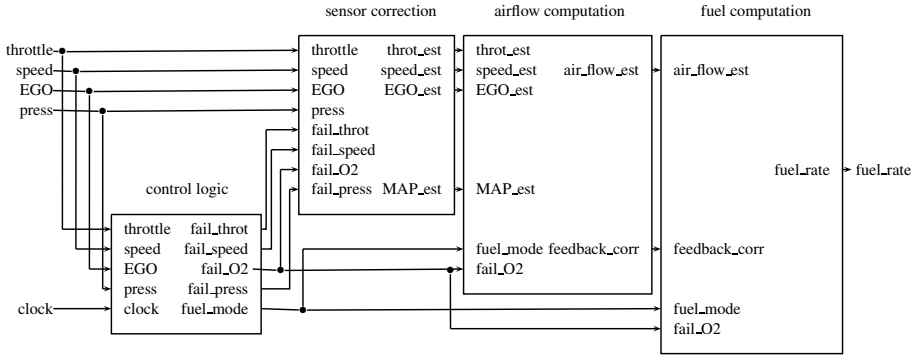 sensor correction airflow computation fuel computation
throttle throttle throt_est throt_est
speed speed speed_est speed_est air_flow_est air_flow_est
EGO EGO EGO_est EGO_est
press press
fail_throt
fail_speed
fail_O2 fuel_rate fuel_rate
control logic fail_press MAP_est MAP_est
throttle fail_throt
speed fail_speed fuel_mode feedback_corr feedback_corr
EGO fail_O2 fail_O2
press fail_press
clock clock fuel_mode fuel_mode
fail_O2